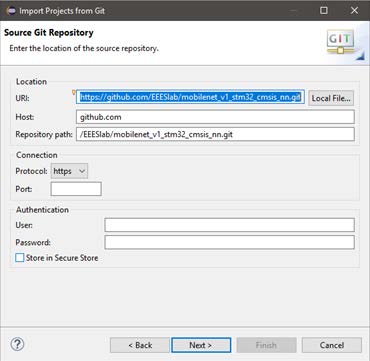 Import Projects from Git
Source Git Repository
Enter the location of the source repository.
GIT
Location
URI: https://github.com/EEESlab/mobilenet_v1_stm32_cmsis_nn.git Local File...
Host: github.com
Repository path: /EEESlab/mobilenet_v1_stm32_cmsis_nn.git
Connection
Protocol: https
Port:
Authentication
User:
Password:
Store in Secure Store
? < Back Next > Finish Cancel